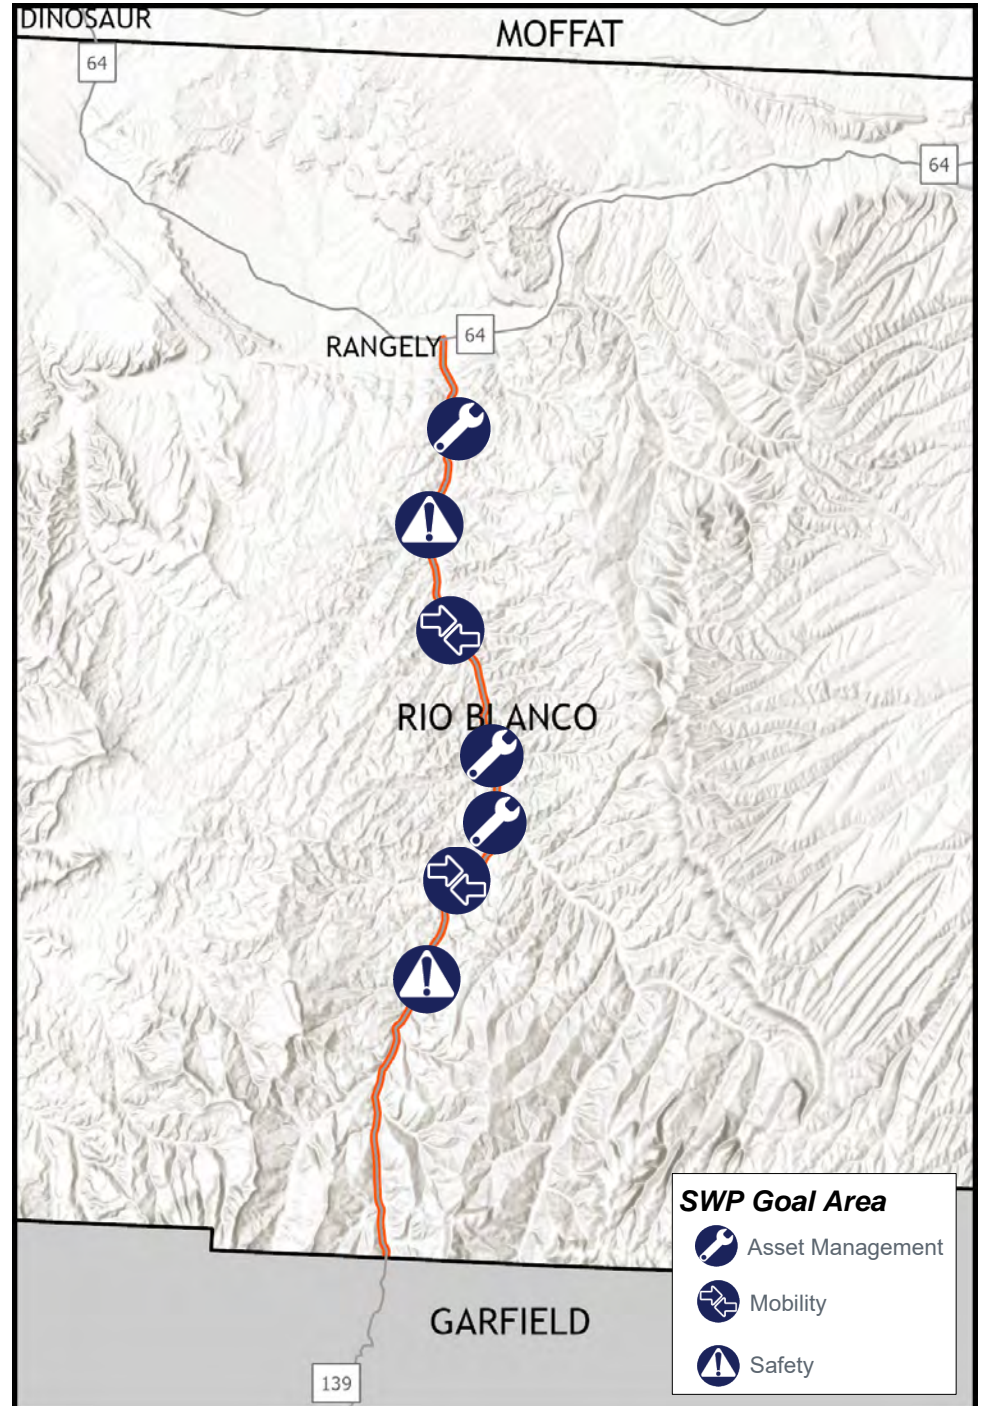 DINOSAUR
MOFFAT
64
64
RANGELY
64
RIO BLANCO
SWP Goal Area
Asset Management
Mobility
Safety
GARFIELD
139